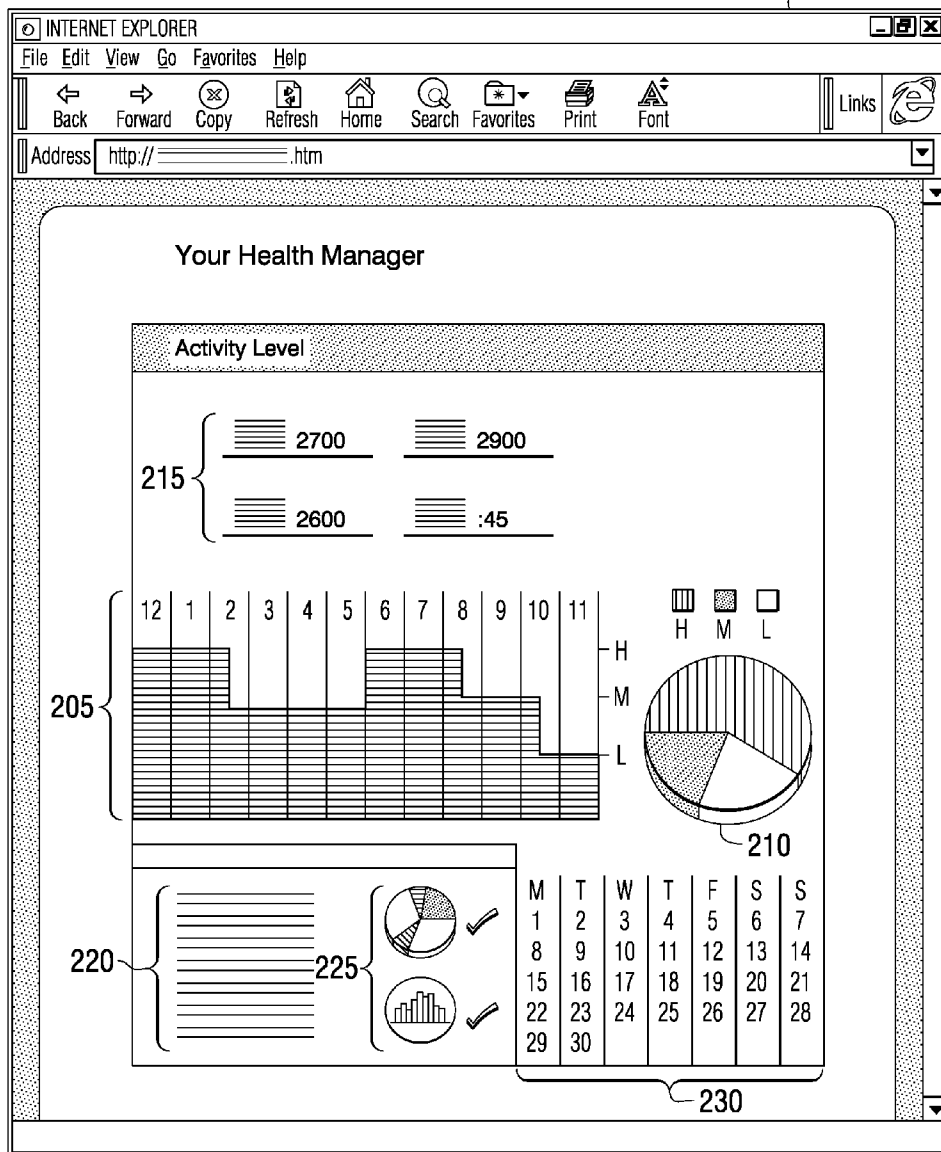 INTERNET EXPLORER
File Edit View Go Favorites Help
Back Forward Copy Refresh Home Search Favorites Print Font Links
Address http:// .htm
Your Health Manager
Activity Level
2700 2900
215
2600 :45
12 1 2 3 4 5 6 7 8 9 10 11
H M L
H
M
L
205
210
220
225
M T W T F S S
1 2 3 4 5 6 7
8 9 10 11 12 13 14
15 16 17 18 19 20 21
22 23 24 25 26 27 28
29 30
230